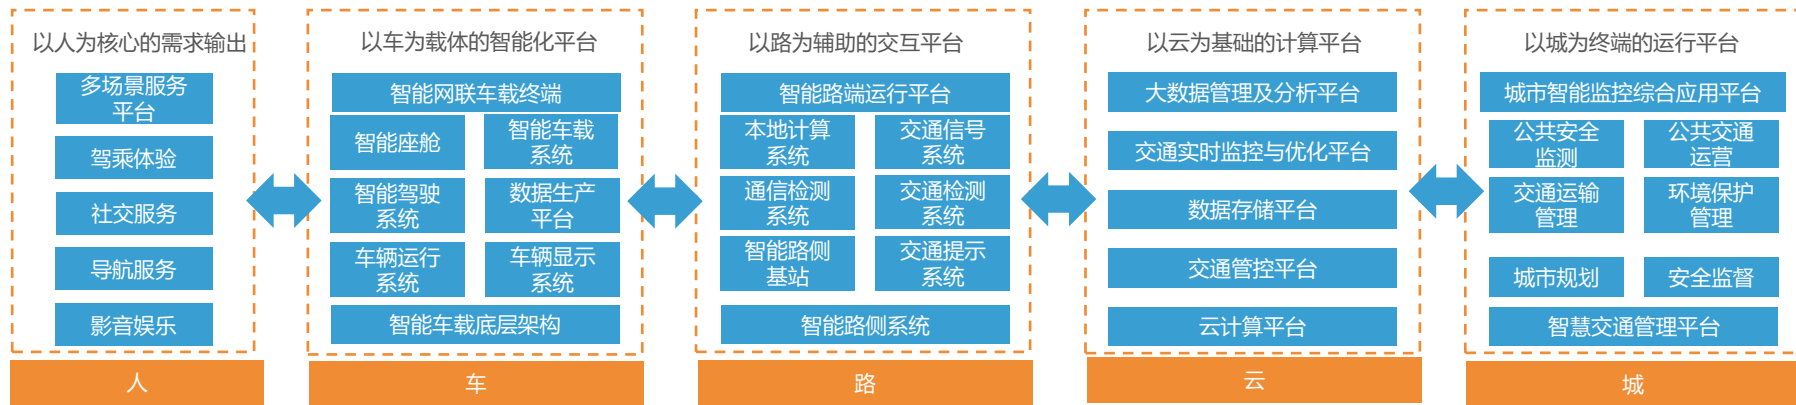 以人为核心的需求输出
多场景服务
平台
驾乘体验
社交服务
导航服务
影音娱乐
人
以车为载体的智能化平台
智能网联车载终端
智能座舱
智能车载
系统
智能驾驶
系统
数据生产
平台
车辆运行
系统
车辆显示
系统
智能车载底层架构
车
以路为辅助的交互平台
智能路端运行平台
本地计算
系统
交通信号
系统
通信检测
系统
交通检测
系统
智能路侧
基站
交通提示
系统
智能路侧系统
路
以云为基础的计算平台
大数据管理及分析平台
交通实时监控与优化平台
数据存储平台
交通管控平台
云计算平台
云
以城为终端的运行平台
城市智能监控综合应用平台
公共安全
监测
公共交通
运营
交通运输
管理
环境保护
管理
城市规划
安全监督
智慧交通管理平台
城